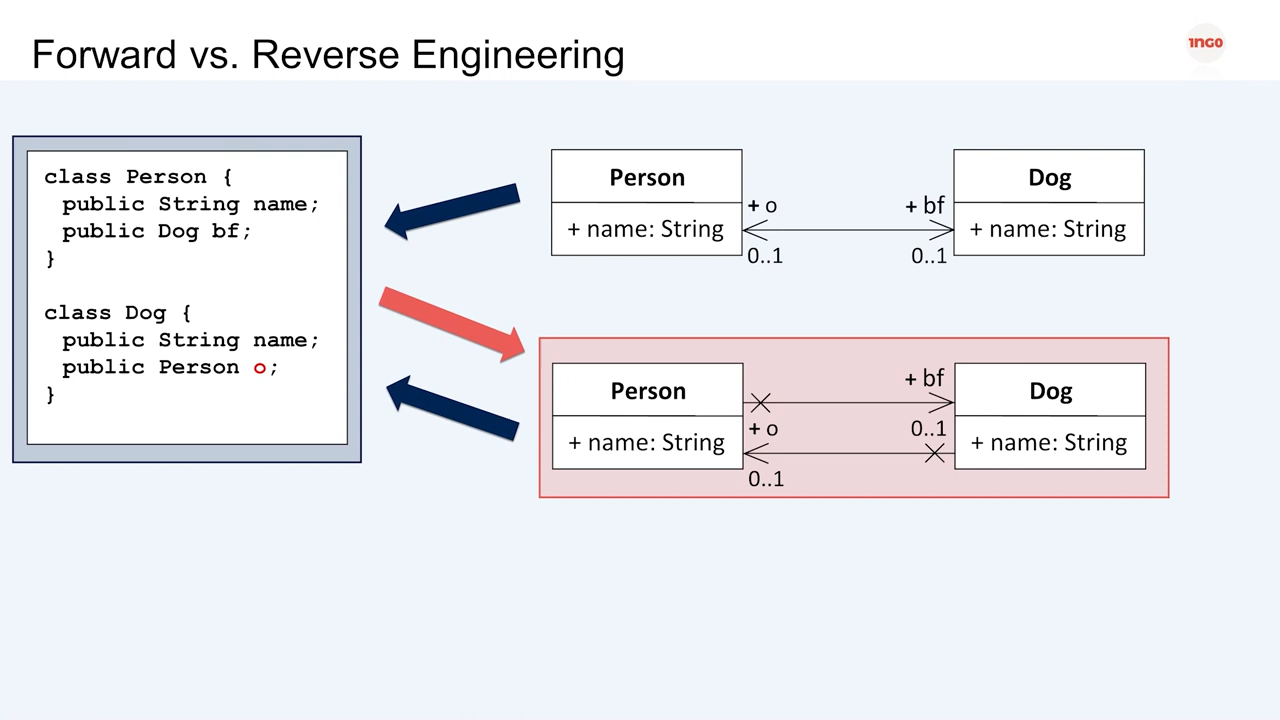 Forward vs. Reverse Engineering
1NG0
class Person {
public String name;
public Dog bf;
}
class Dog {
public String name;
public Person o;
}
Person
+ name: String
+ o
0..1
+ bf
0..1
Dog
+ name: String
Person
+ name: String
+ bf
0..1
+ o
0..1
Dog
+ name: String